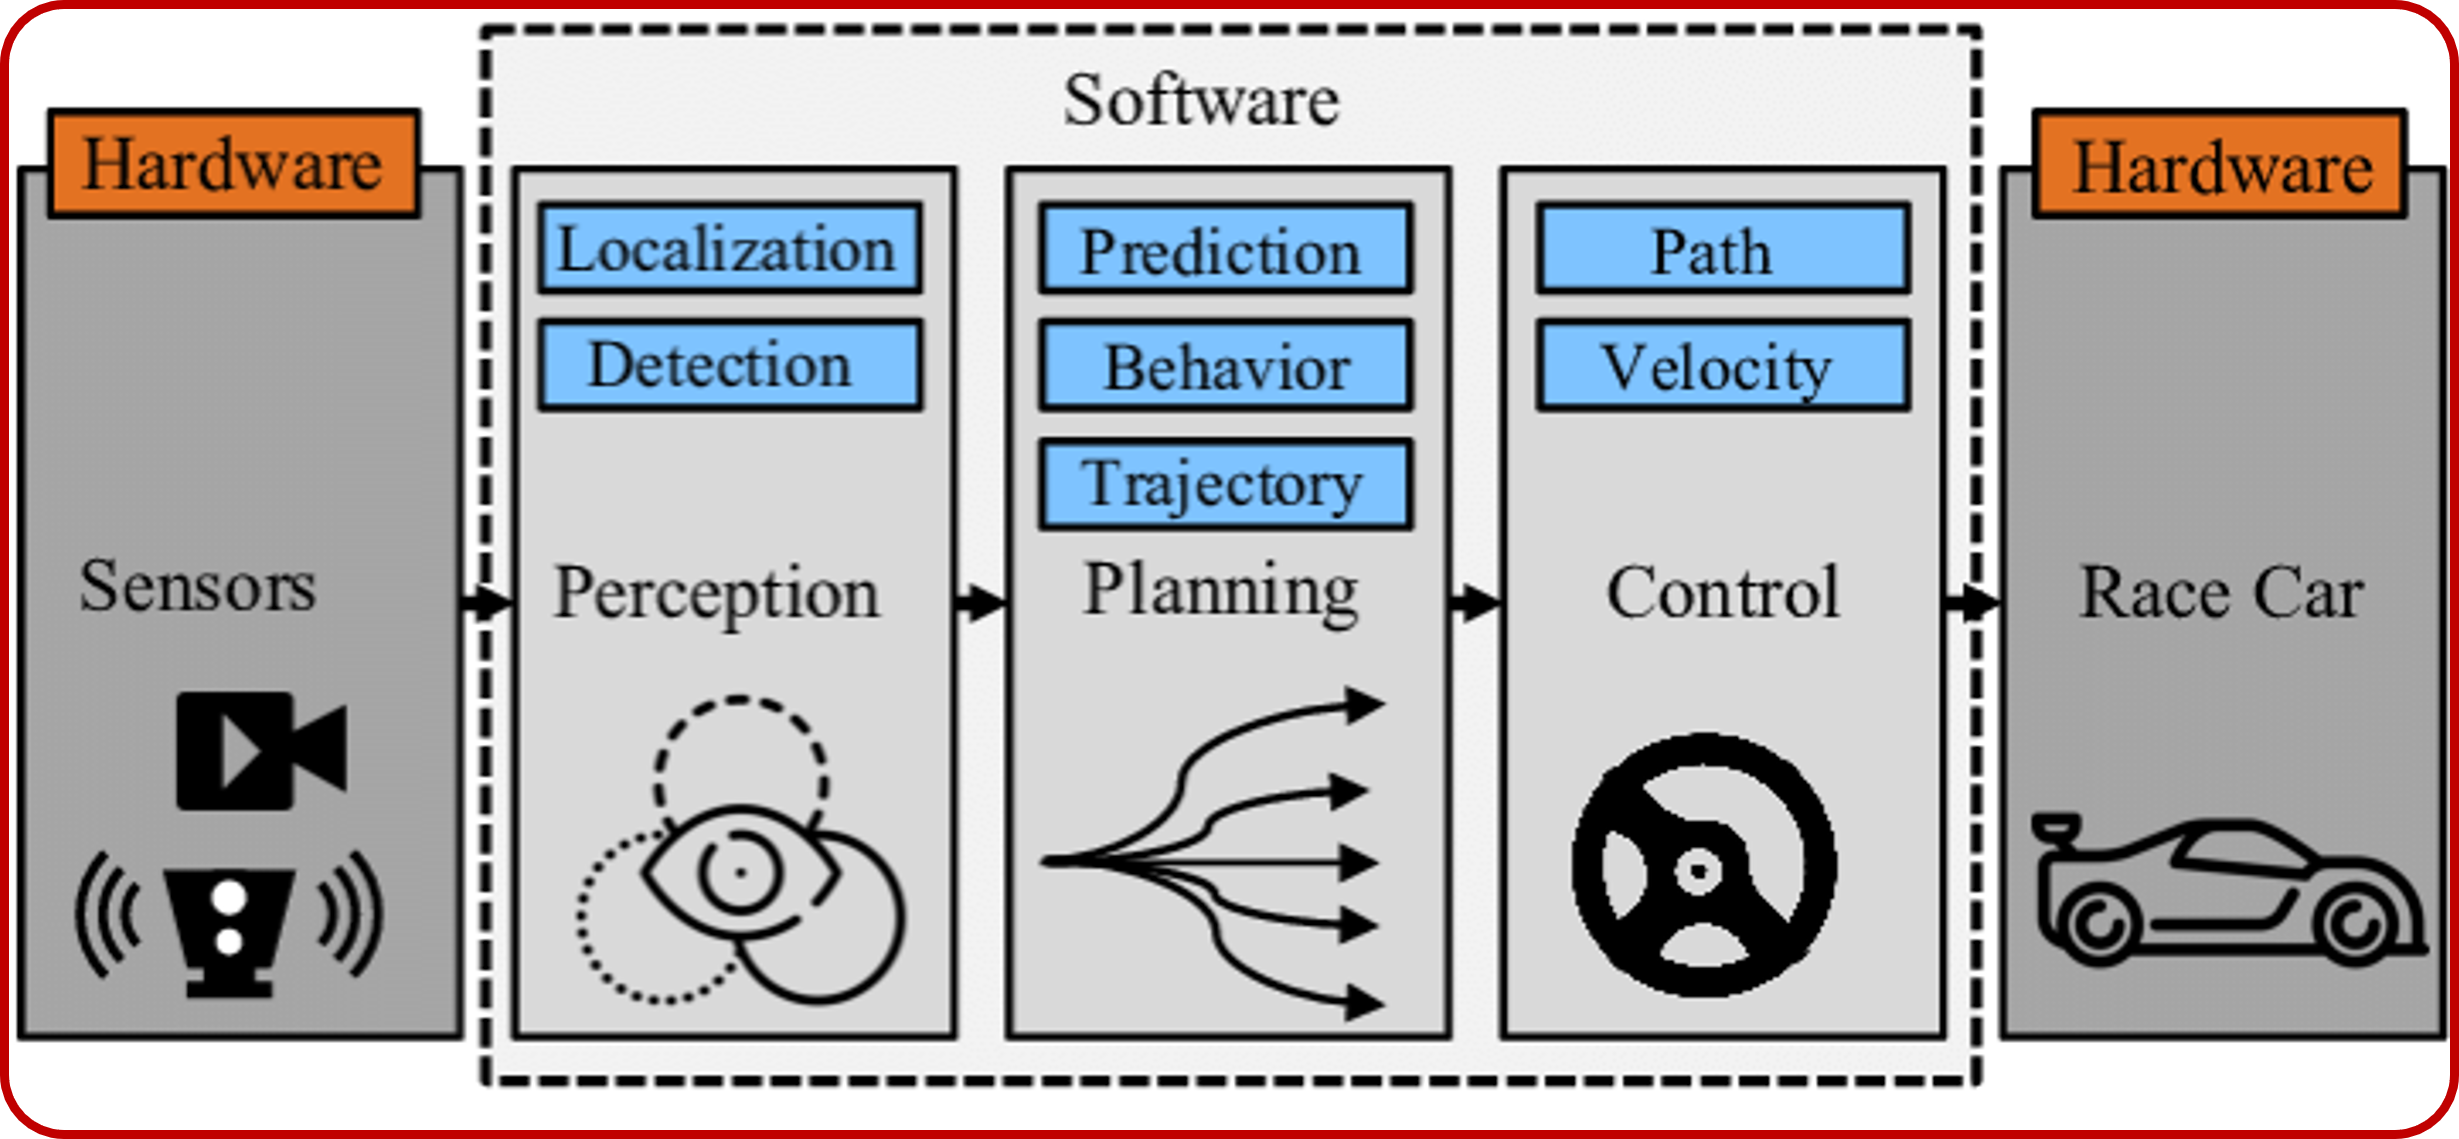 Software
Hardware
Sensors
Localization
Detection
Perception
Prediction
Behavior
Trajectory
Planning
Path
Velocity
Control
Hardware
Race Car